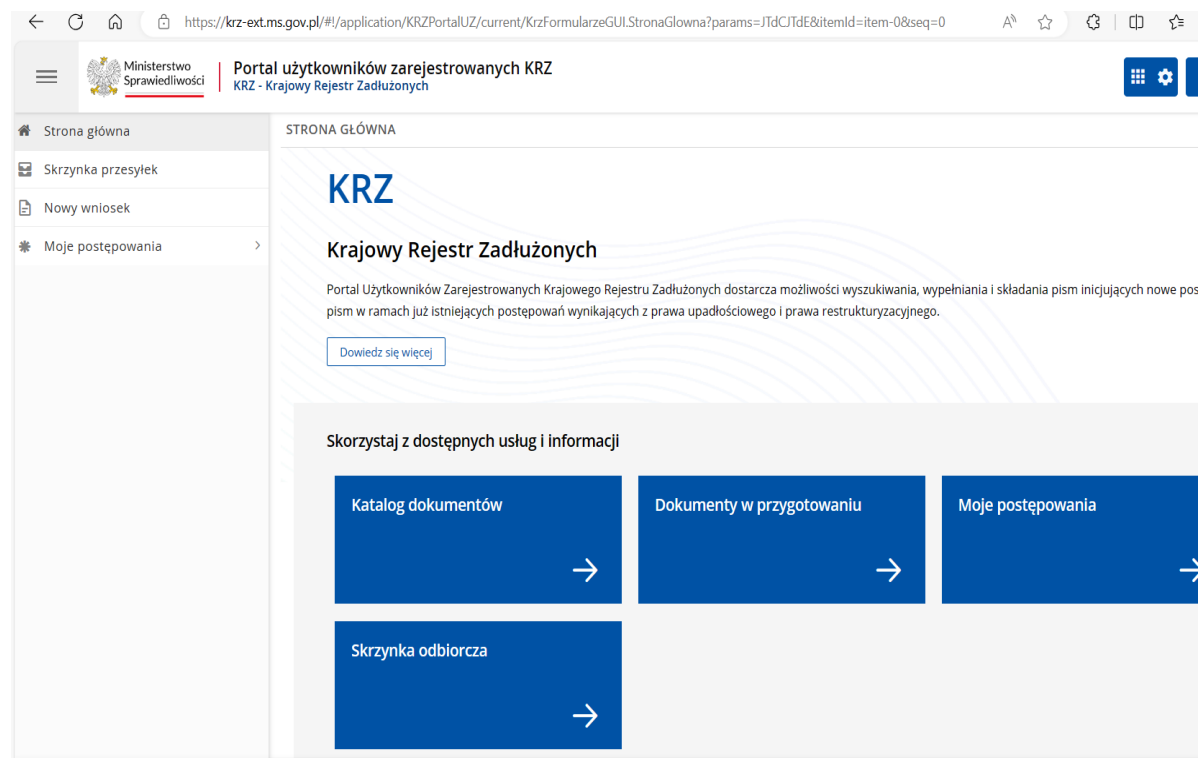 https://krz-ext.ms.gov.pl/#!/application/KRZPortalUZ/current/KrzFormularzeGUI.StronaGlowna?params=JTdCJTdE&itemId=item-0&seq=0
Ministerstwo
Sprawiedliwości
Portal użytkowników zarejestrowanych KRZ
KRZ - Krajowy Rejestr Zadłużonych
Strona główna
Skrzynka przesyłek
Nowy wniosek
Moje postępowania
STRONA GŁÓWNA
KRZ
Krajowy Rejestr Zadłużonych
Portal Użytkowników Zarejestrowanych Krajowego Rejestru Zadłużonych dostarcza możliwości wyszukiwania, wypełniania i składania pism inicjujących nowe pos
pism w ramach już istniejących postępowań wynikających z prawa upadłościowego i prawa restrukturyzacyjnego.
Dowiedz się więcej
Skorzystaj z dostępnych usług i informacji
Katalog dokumentów
Dokumenty w przygotowaniu
Moje postępowania
Skrzynka odbiorcza